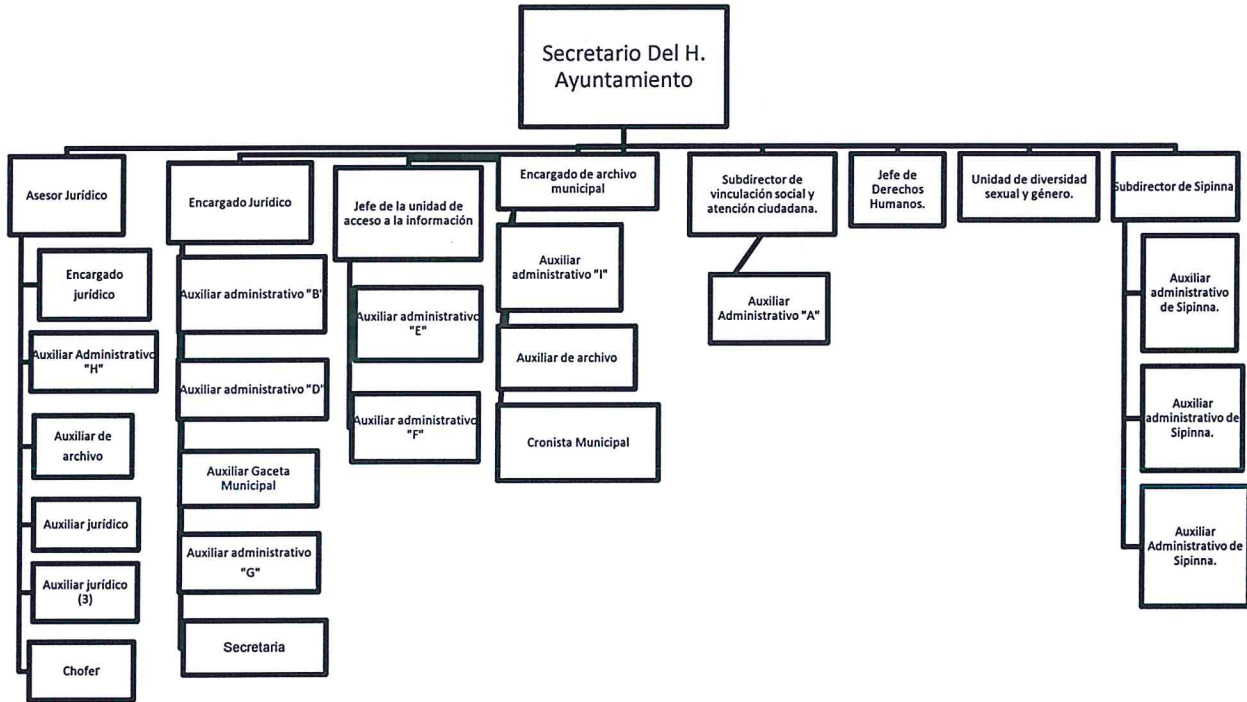 Secretario Del H.
Ayuntamiento
Asesor Jurídico
Encargado
jurídico
Auxiliar Administrativo
"H"
Auxiliar de
archivo
Auxiliar jurídico
Auxiliar jurídico
(3)
Chofer
Encargado Jurídico
Auxiliar administrativo "B"
Auxiliar administrativo "D"
Auxiliar Gaceta
Municipal
Auxiliar administrativo
"G"
Secretaria
Jefe de la unidad de
acceso a la información
Auxiliar administrativo
"E"
Auxiliar administrativo
"F"
Encargado de archivo
municipal
Auxiliar
administrativo "I"
Auxiliar de archivo
Cronista Municipal
Subdirector de
vinculación social y
atención ciudadana.
Auxiliar
Administrativo "A"
Jefe de
Derechos
Humanos.
Unidad de diversidad
sexual y género.
Subdirector de Sipinna
Auxiliar
administrativo
de Sipinna.
Auxiliar
administrativo de
Sipinna.
Auxiliar
Administrativo de
Sipinna.